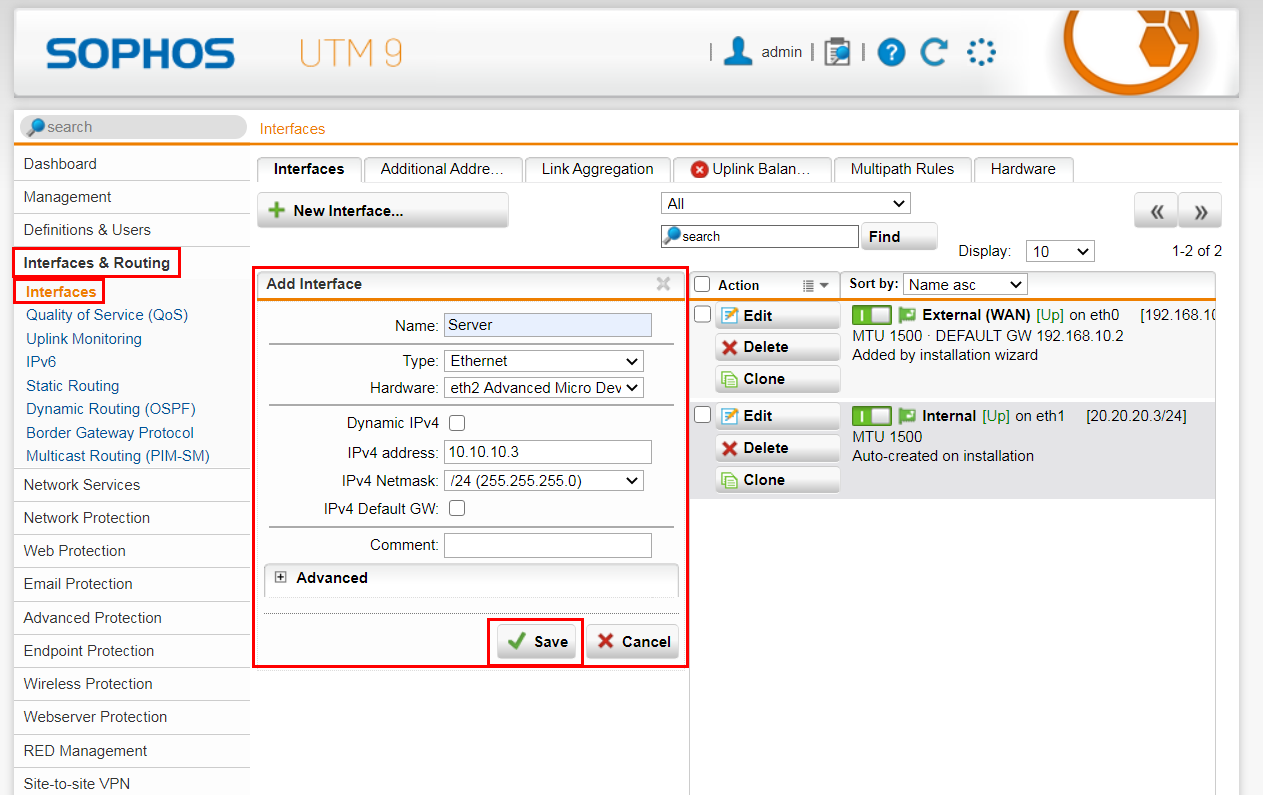 SOPHOS UTM 9
| admin | | ?
search
Interfaces
Dashboard
Management
Definitions & Users
Interfaces & Routing
Interfaces
Quality of Service (QoS)
Uplink Monitoring
IPv6
Static Routing
Dynamic Routing (OSPF)
Border Gateway Protocol
Multicast Routing (PIM-SM)
Network Services
Network Protection
Web Protection
Email Protection
Advanced Protection
Endpoint Protection
Wireless Protection
Webserver Protection
RED Management
Site-to-site VPN
Interfaces Additional Addre... Link Aggregation Uplink Balan... Multipath Rules Hardware
New Interface...
All
search Find
Display: 10 1-2 of 2
Add Interface
Name: Server
Type: Ethernet
Hardware: eth2 Advanced Micro Dev
Dynamic IPv4
IPv4 address: 10.10.10.3
IPv4 Netmask: /24 (255.255.255.0)
IPv4 Default GW:
Comment:
Advanced
Save Cancel
Action Sort by: Name asc
Edit
Delete
Clone
External (WAN) [Up] on eth0 [192.168.10
MTU 1500 · DEFAULT GW 192.168.10.2
Added by installation wizard
Edit
Delete
Clone
Internal [Up] on eth1 [20.20.20.3/24]
MTU 1500
Auto-created on installation